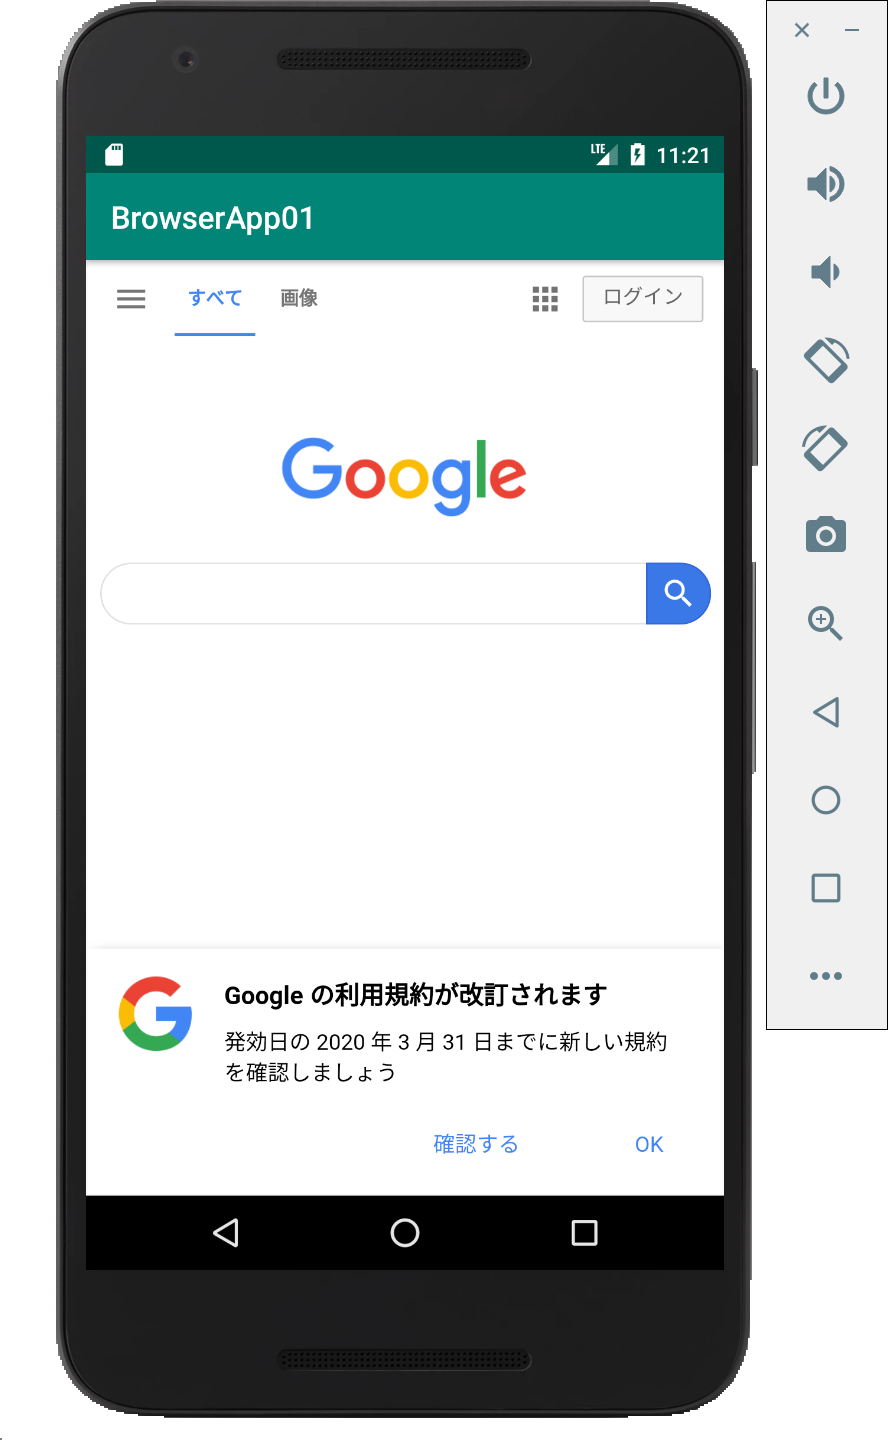 LTE 11:21
BrowserApp01
すべて 画像 ログイン
Google
Google の利用規約が改訂されます
発効日の 2020 年 3 月 31 日までに新しい規約
を確認しましょう
確認する OK